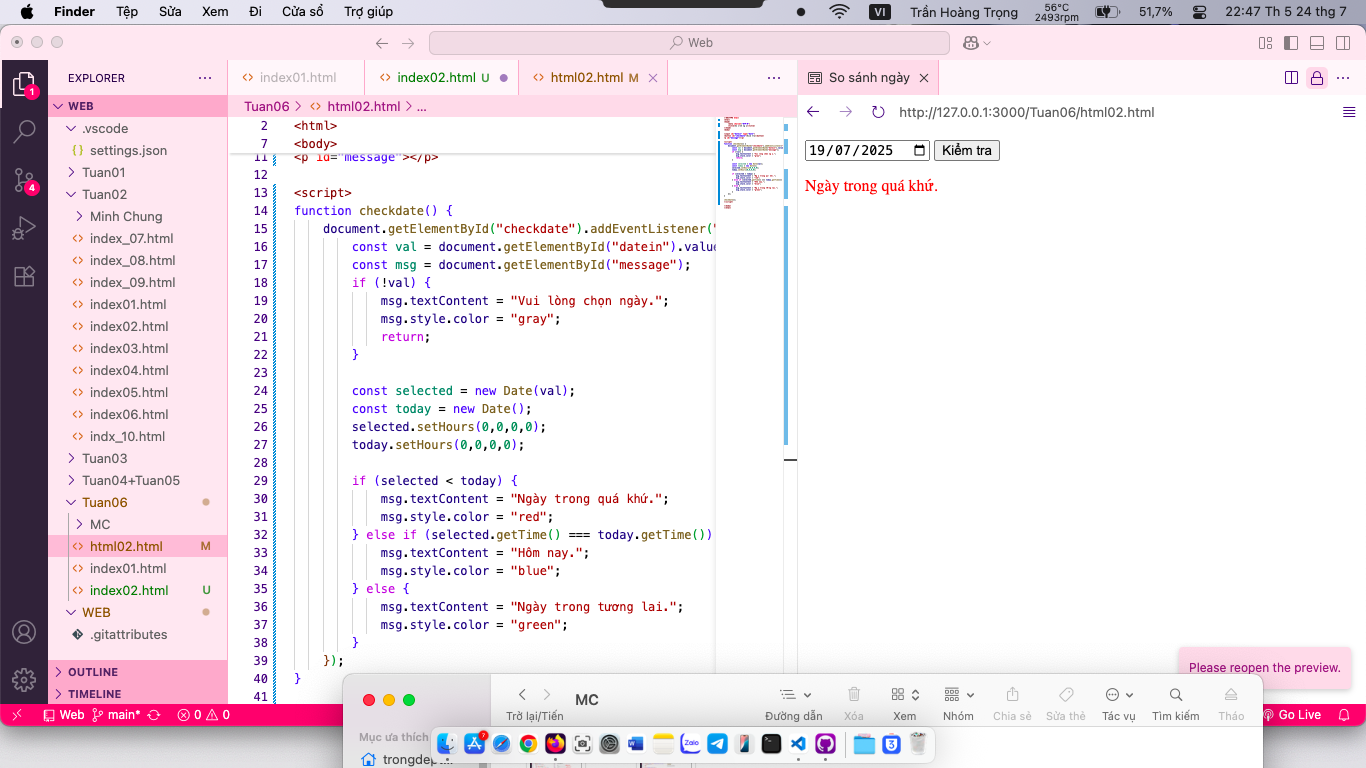 Finder Tệp Sửa Xem Đi Cửa sổ Trợ giúp VI Trần Hoàng Trọng 56°C 2493rpm 51,7% 22:47 Th 5 24 thg 7
Web
EXPLORER
WEB
.vscode
settings.json
Tuan01
Tuan02
Minh Chung
index_07.html
index_08.html
index_09.html
index01.html
index02.html
index03.html
index04.html
index05.html
index06.html
indx_10.html
Tuan03
Tuan04+Tuan05
Tuan06
MC
html02.html M
index01.html
index02.html U
WEB
.gitattributes
OUTLINE
TIMELINE
1
4
index01.html index02.html U html02.html M
Tuan06 > html02.html > ...
2 <html>
7 <body>
11 <p id="message"></p>
12
13 <script>
14 function checkdate() {
15 document.getElementById("checkdate").addEventListener("
16 const val = document.getElementById("datein").value
17 const msg = document.getElementById("message");
18 if (!val) {
19 msg.textContent = "Vui lòng chọn ngày.";
20 msg.style.color = "gray";
21 return;
22 }
23
24 const selected = new Date(val);
25 const today = new Date();
26 selected.setHours(0,0,0,0);
27 today.setHours(0,0,0,0);
28
29 if (selected < today) {
30 msg.textContent = "Ngày trong quá khứ.";
31 msg.style.color = "red";
32 } else if (selected.getTime() === today.getTime())
33 msg.textContent = "Hôm nay.";
34 msg.style.color = "blue";
35 } else {
36 msg.textContent = "Ngày trong tương lai.";
37 msg.style.color = "green";
38 }
39 });
40 }
41
So sánh ngày
http://127.0.0.1:3000/Tuan06/html02.html
19/07/2025 Kiểm tra
Ngày trong quá khứ.
Please reopen the preview.
Web main* 0 0 Go Live
MC
Trở lại/Tiến Đường dẫn Xóa Xem Nhóm Chia sẻ Sửa thẻ Tác vụ Tìm kiếm Tháo
Mục ưa thích
7
Zalo
3